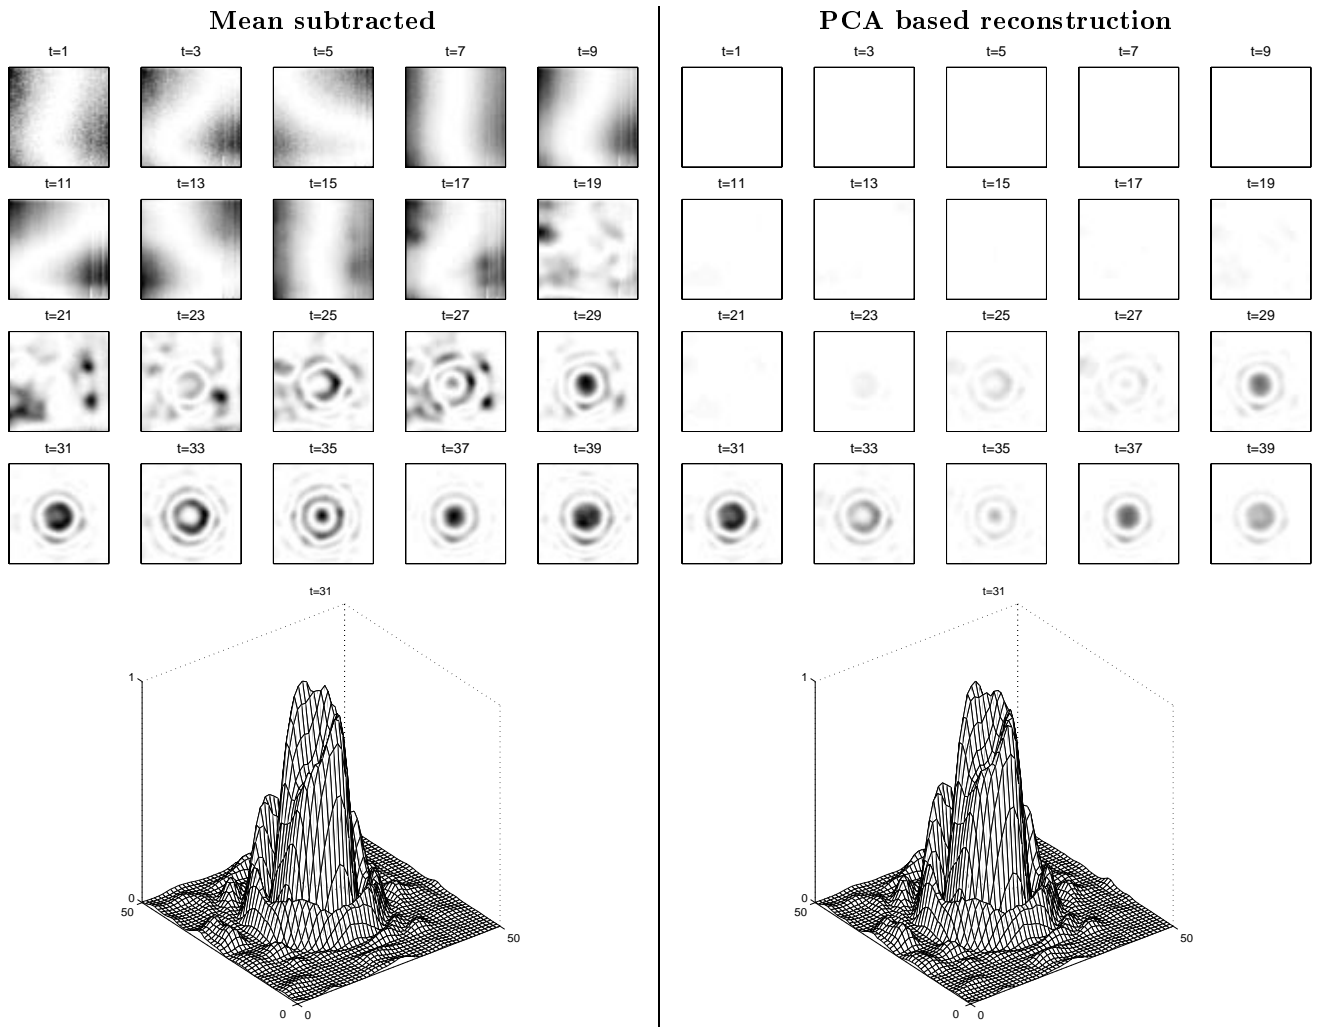 Mean subtracted
t=1 t=3 t=5 t=7 t=9
t=11 t=13 t=15 t=17 t=19
t=21 t=23 t=25 t=27 t=29
t=31 t=33 t=35 t=37 t=39
t=31
1
0
50
50
0 0
PCA based reconstruction
t=1 t=3 t=5 t=7 t=9
t=11 t=13 t=15 t=17 t=19
t=21 t=23 t=25 t=27 t=29
t=31 t=33 t=35 t=37 t=39
t=31
1
0
50
50
0 0